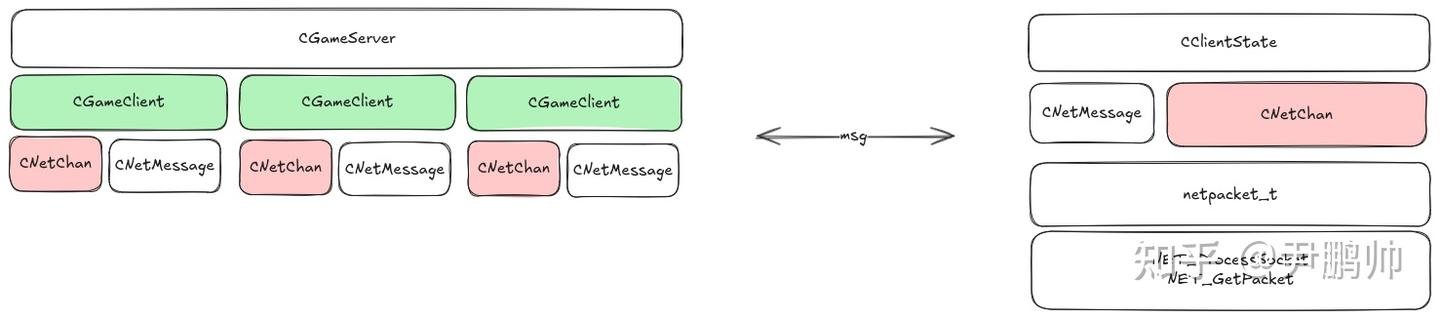 CGameServer
CGameClient
CGameClient
CGameClient
CNetChan
CNetMessage
CNetChan
CNetMessage
CNetChan
CNetMessage
msg
CClientState
CNetMessage
CNetChan
netpacket_t
NET_ProcessSocket
NET_GetPacket
知乎 @尹鹏帅